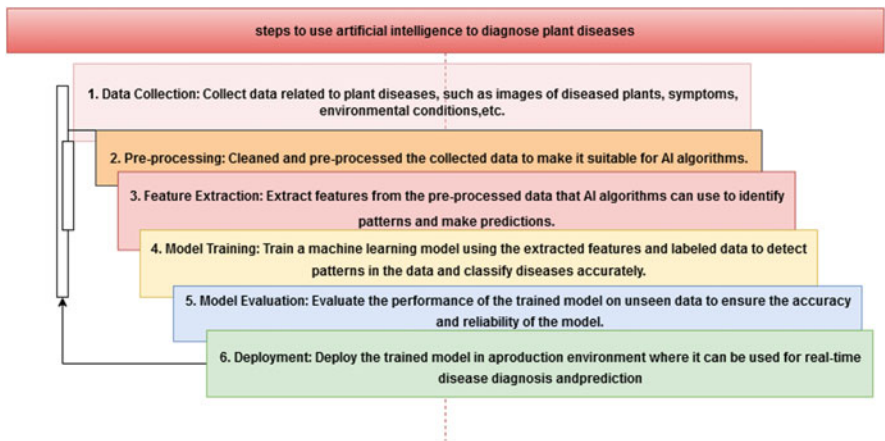 steps to use artificial intelligence to diagnose plant diseases
1. Data Collection: Collect data related to plant diseases, such as images of diseased plants, symptoms,
environmental conditions,etc.
2. Pre-processing: Cleaned and pre-processed the collected data to make it suitable for AI algorithms.
3. Feature Extraction: Extract features from the pre-processed data that AI algorithms can use to identify
patterns and make predictions.
4. Model Training: Train a machine learning model using the extracted features and labeled data to detect
patterns in the data and classify diseases accurately.
5. Model Evaluation: Evaluate the performance of the trained model on unseen data to ensure the accuracy
and reliability of the model.
6. Deployment: Deploy the trained model in aproduction environment where it can be used for real-time
disease diagnosis andprediction